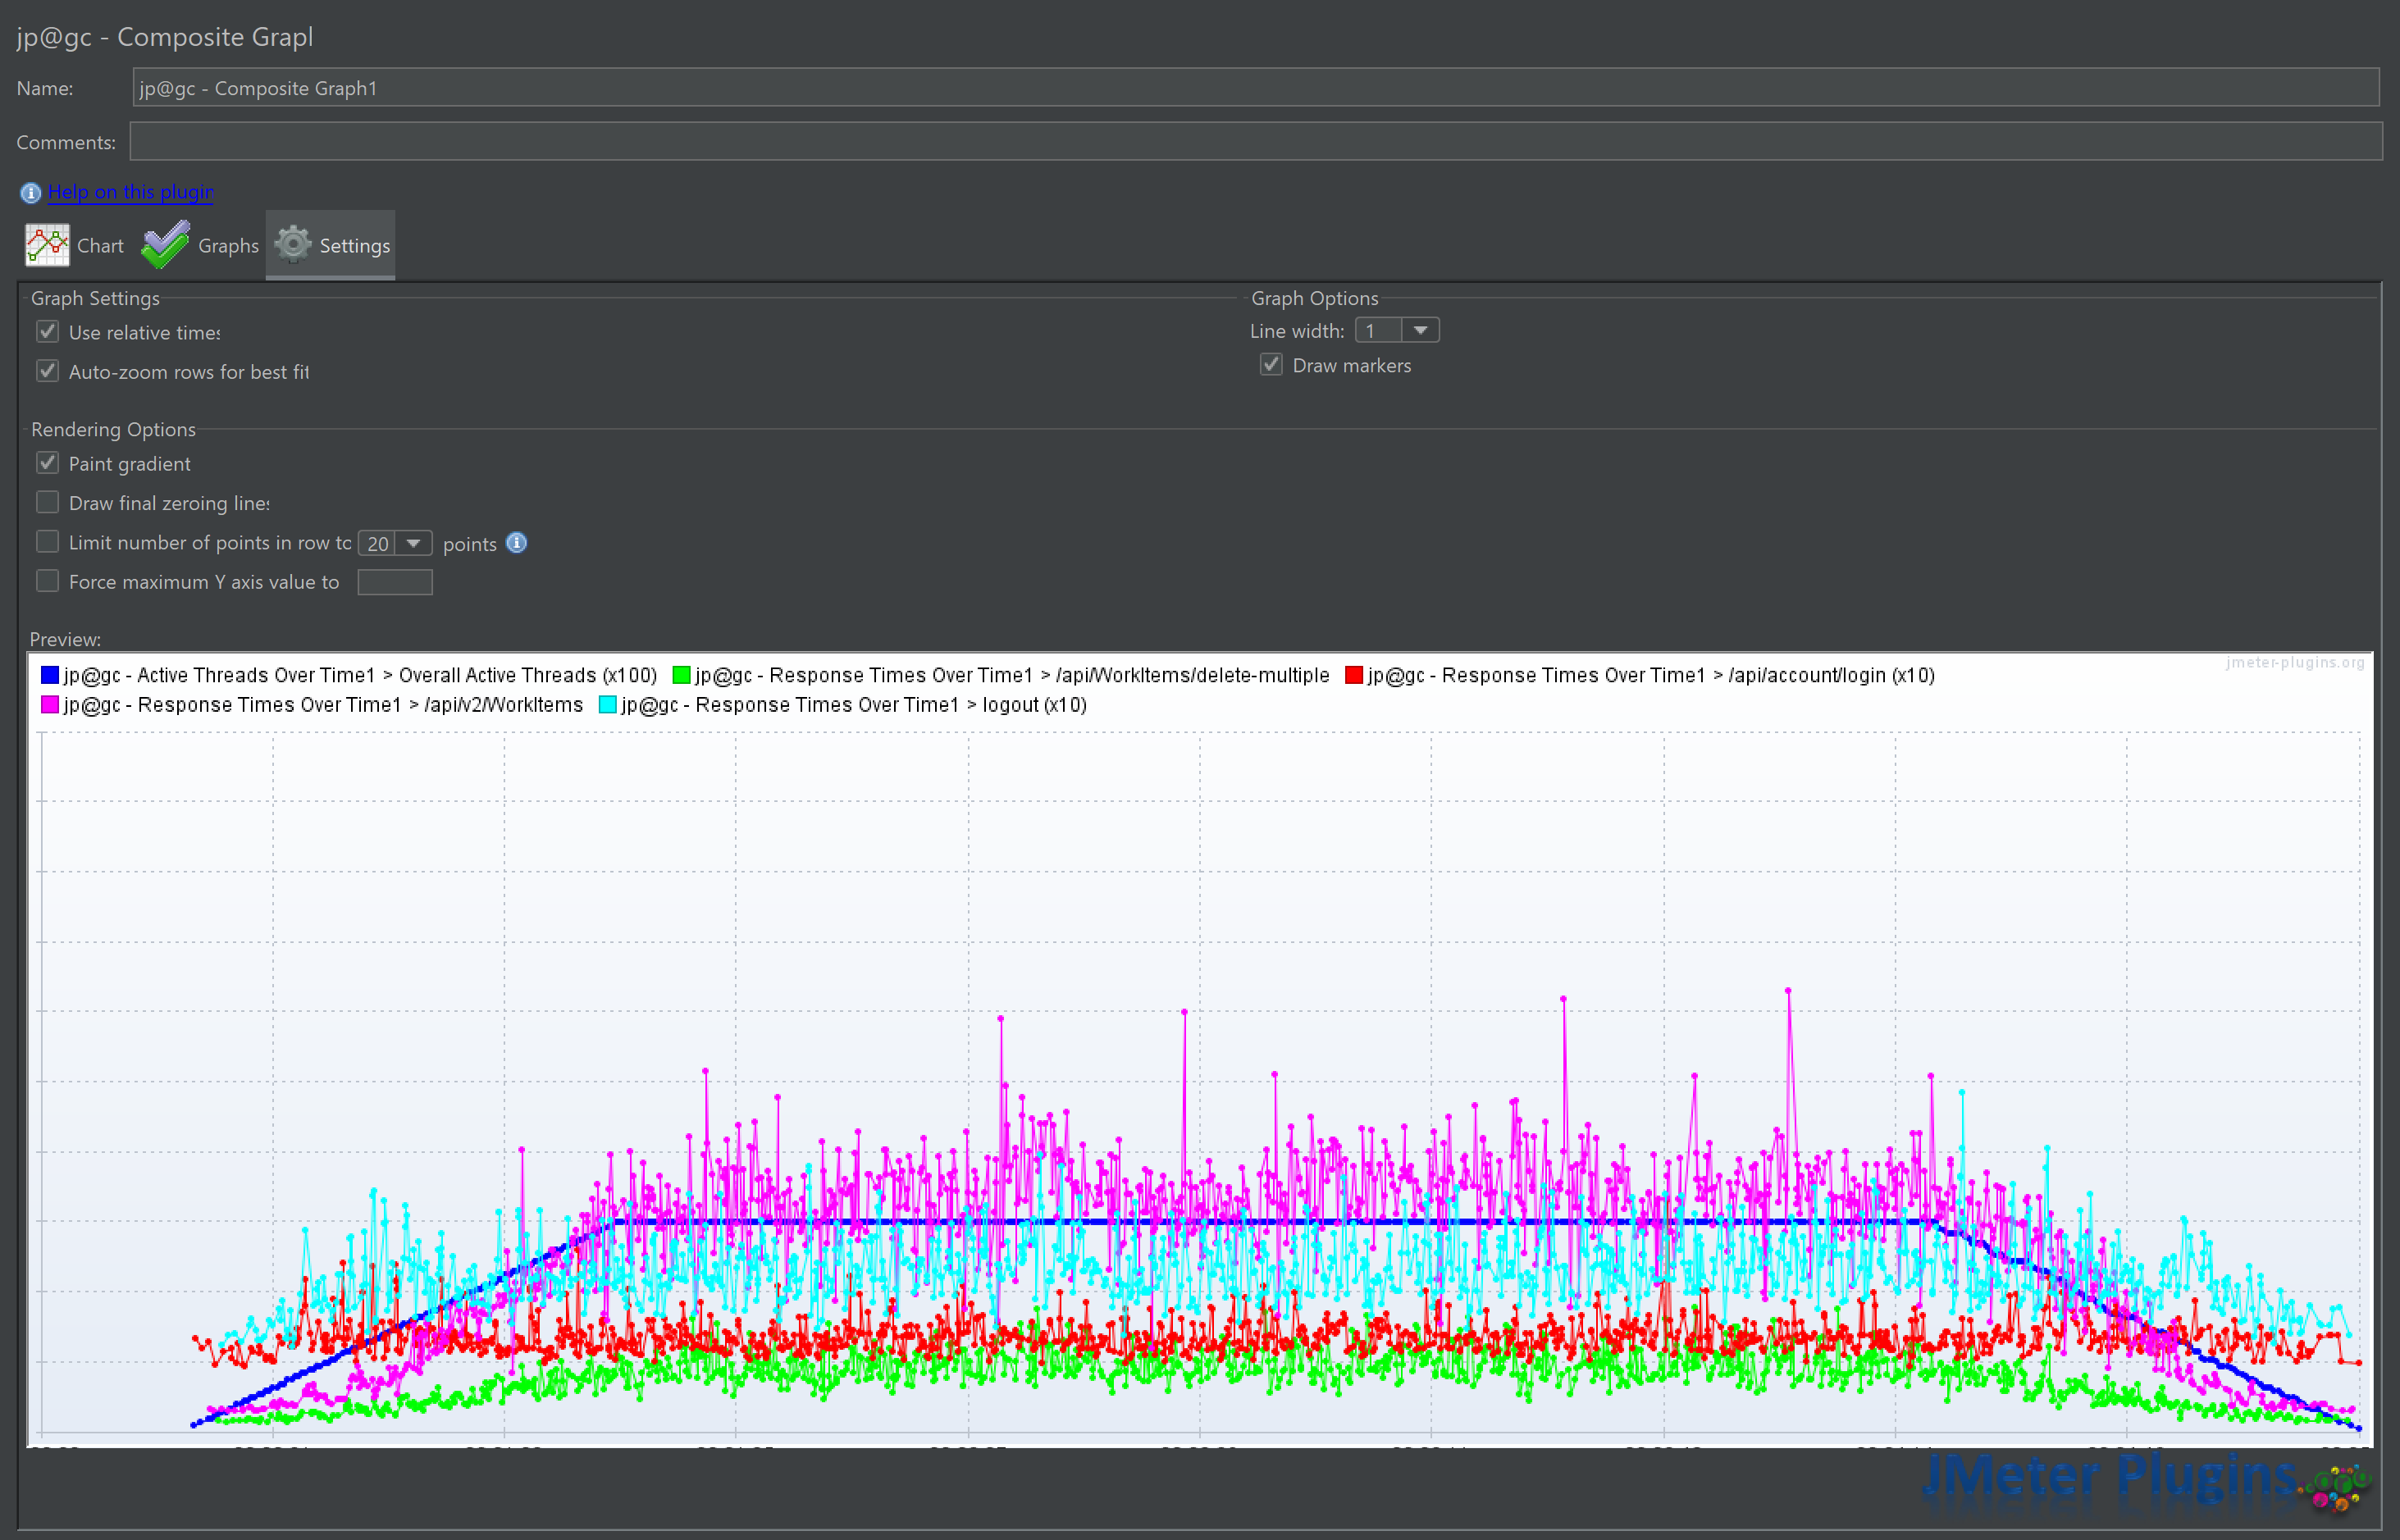 jp@gc - Composite Grapl
Name: jp@gc - Composite Graph1
Comments:
Help on this plugin
Chart Graphs Settings
Graph Settings Graph Options
Use relative times Line width: 1
Auto-zoom rows for best fit Draw markers
Rendering Options
Paint gradient
Draw final zeroing lines
Limit number of points in row to 20 points
Force maximum Y axis value to
Preview:
jmeter-plugins.org
jp@gc - Active Threads Over Time1 > Overall Active Threads (x100) jp@gc - Response Times Over Time1 > /api/WorkItems/delete-multiple jp@gc - Response Times Over Time1 > /api/account/login (x10)
jp@gc - Response Times Over Time1 > /api/v2/WorkItems jp@gc - Response Times Over Time1 > logout (x10)
JMeter Plugins